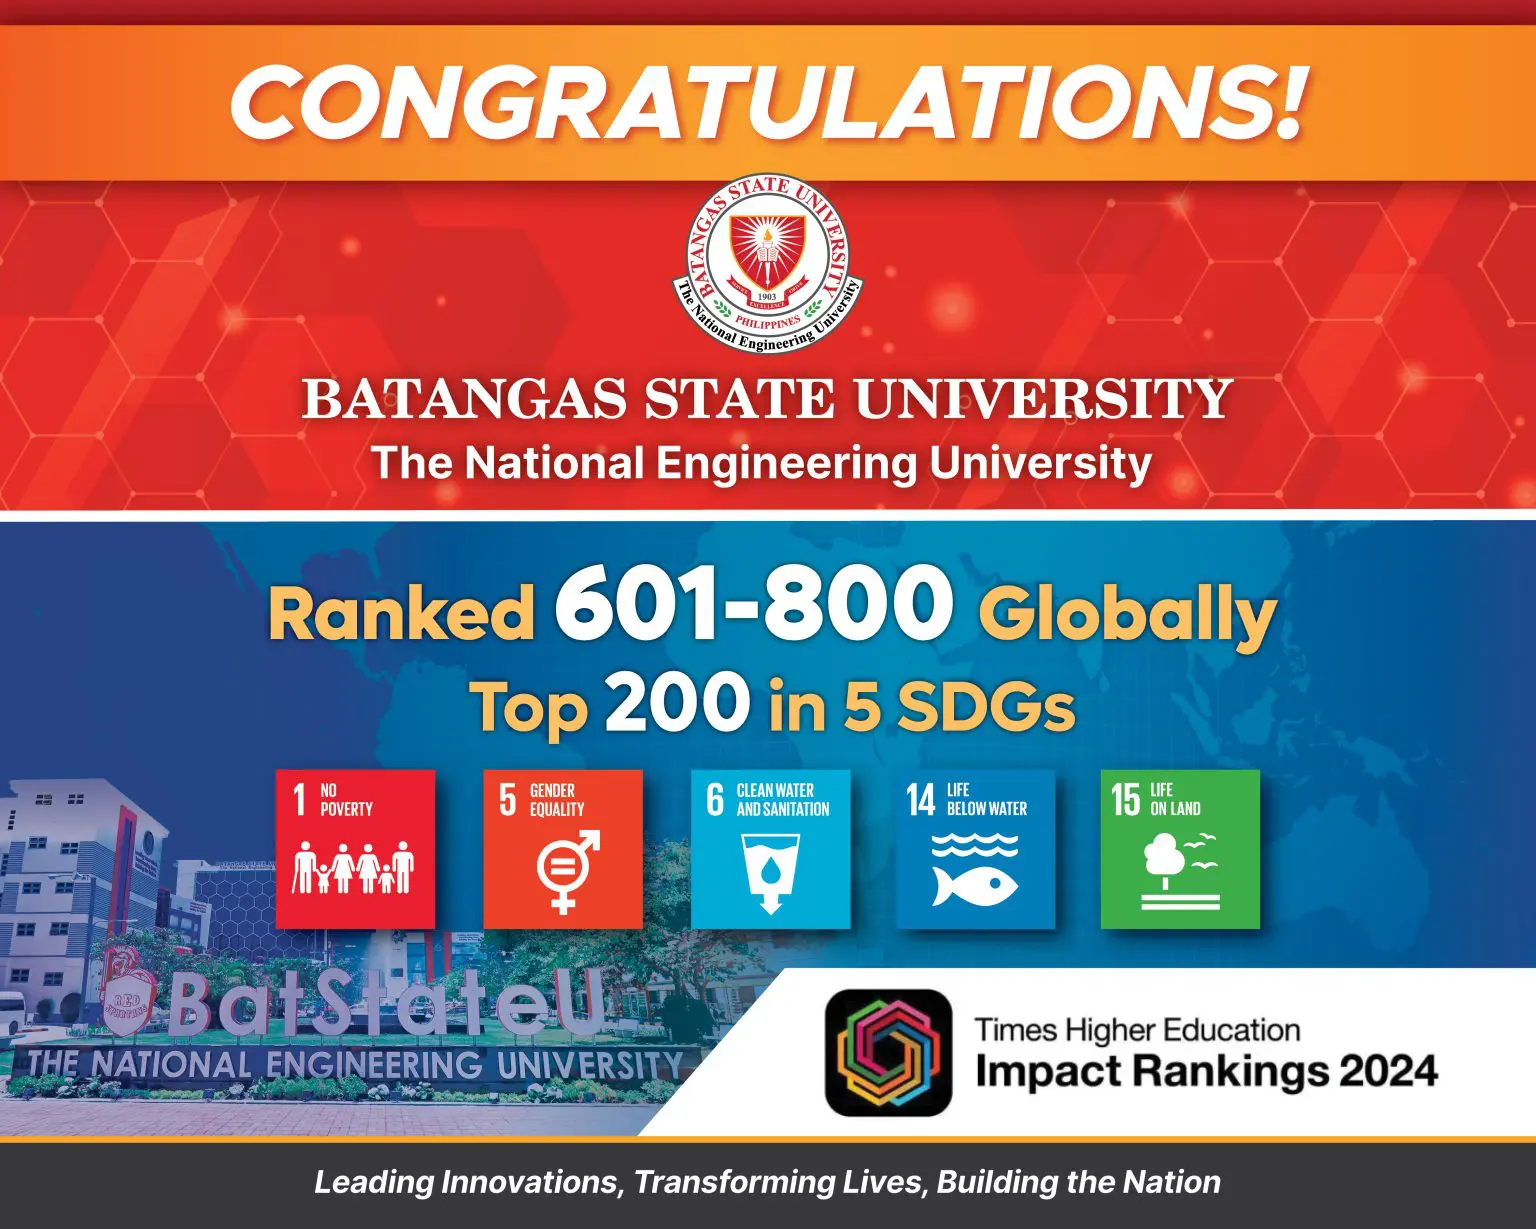 CONGRATULATIONS!
BATANGAS STATE UNIVERSITY
1903
EXCELLENCE
PHILIPPINES
The National Engineering University
BATANGAS STATE UNIVERSITY
The National Engineering University
Ranked 601-800 Globally
Top 200 in 5 SDGs
1 NO
POVERTY
5 GENDER
EQUALITY
6 CLEAN WATER
AND SANITATION
14 LIFE
BELOW WATER
15 LIFE
ON LAND
RED
SPARTANS
BatStateU
THE NATIONAL ENGINEERING UNIVERSITY
Times Higher Education
Impact Rankings 2024
Leading Innovations, Transforming Lives, Building the Nation